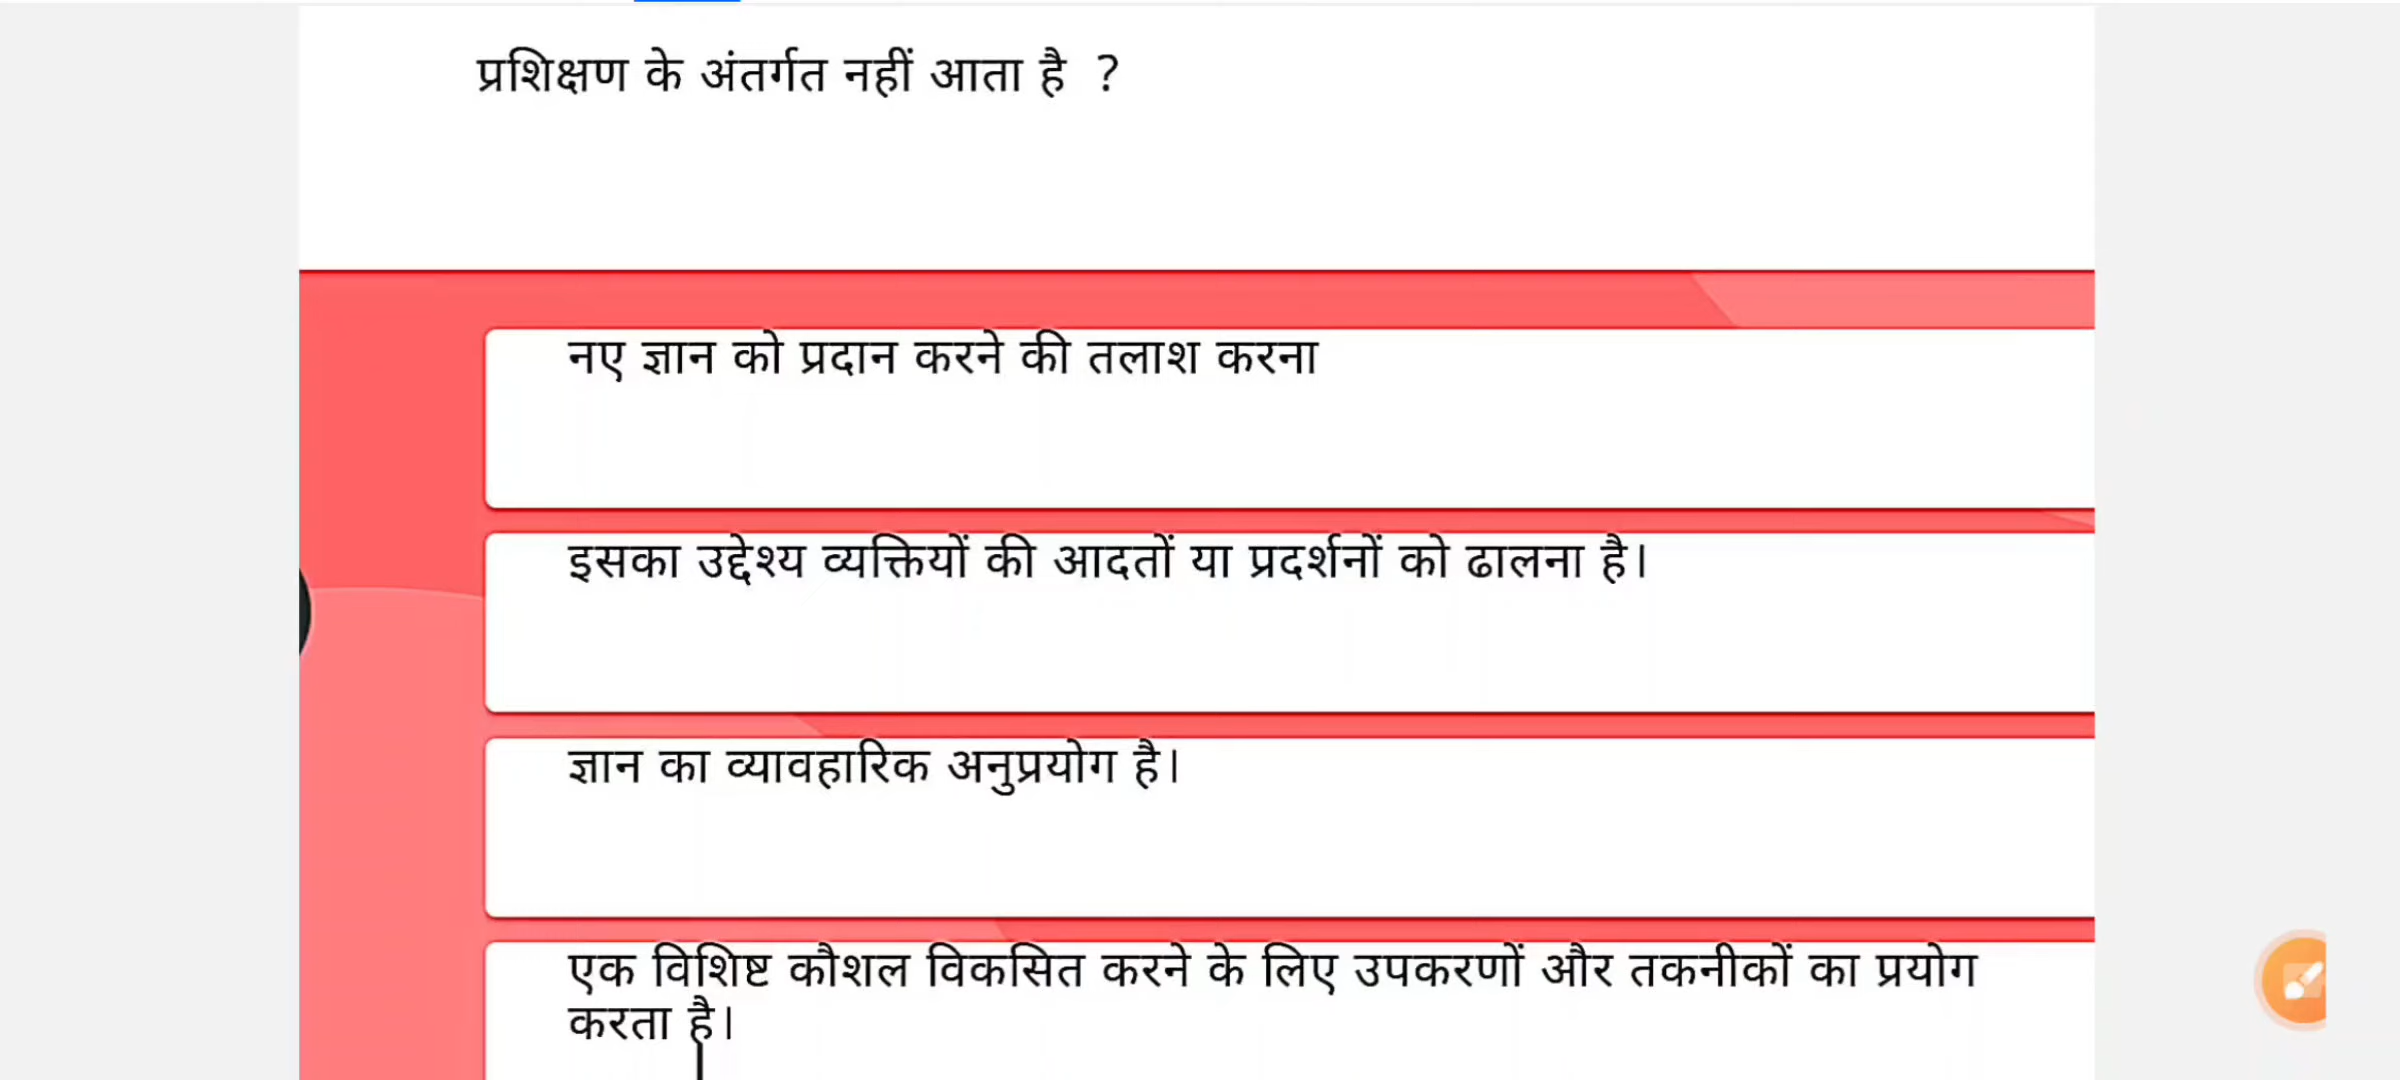 प्रशिक्षण के अंतर्गत नहीं आता है ?
नए ज्ञान को प्रदान करने की तलाश करना
इसका उद्देश्य व्यक्तियों की आदतों या प्रदर्शनों को ढालना है।
ज्ञान का व्यावहारिक अनुप्रयोग है।
एक विशिष्ट कौशल विकसित करने के लिए उपकरणों और तकनीकों का प्रयोग
करता है।